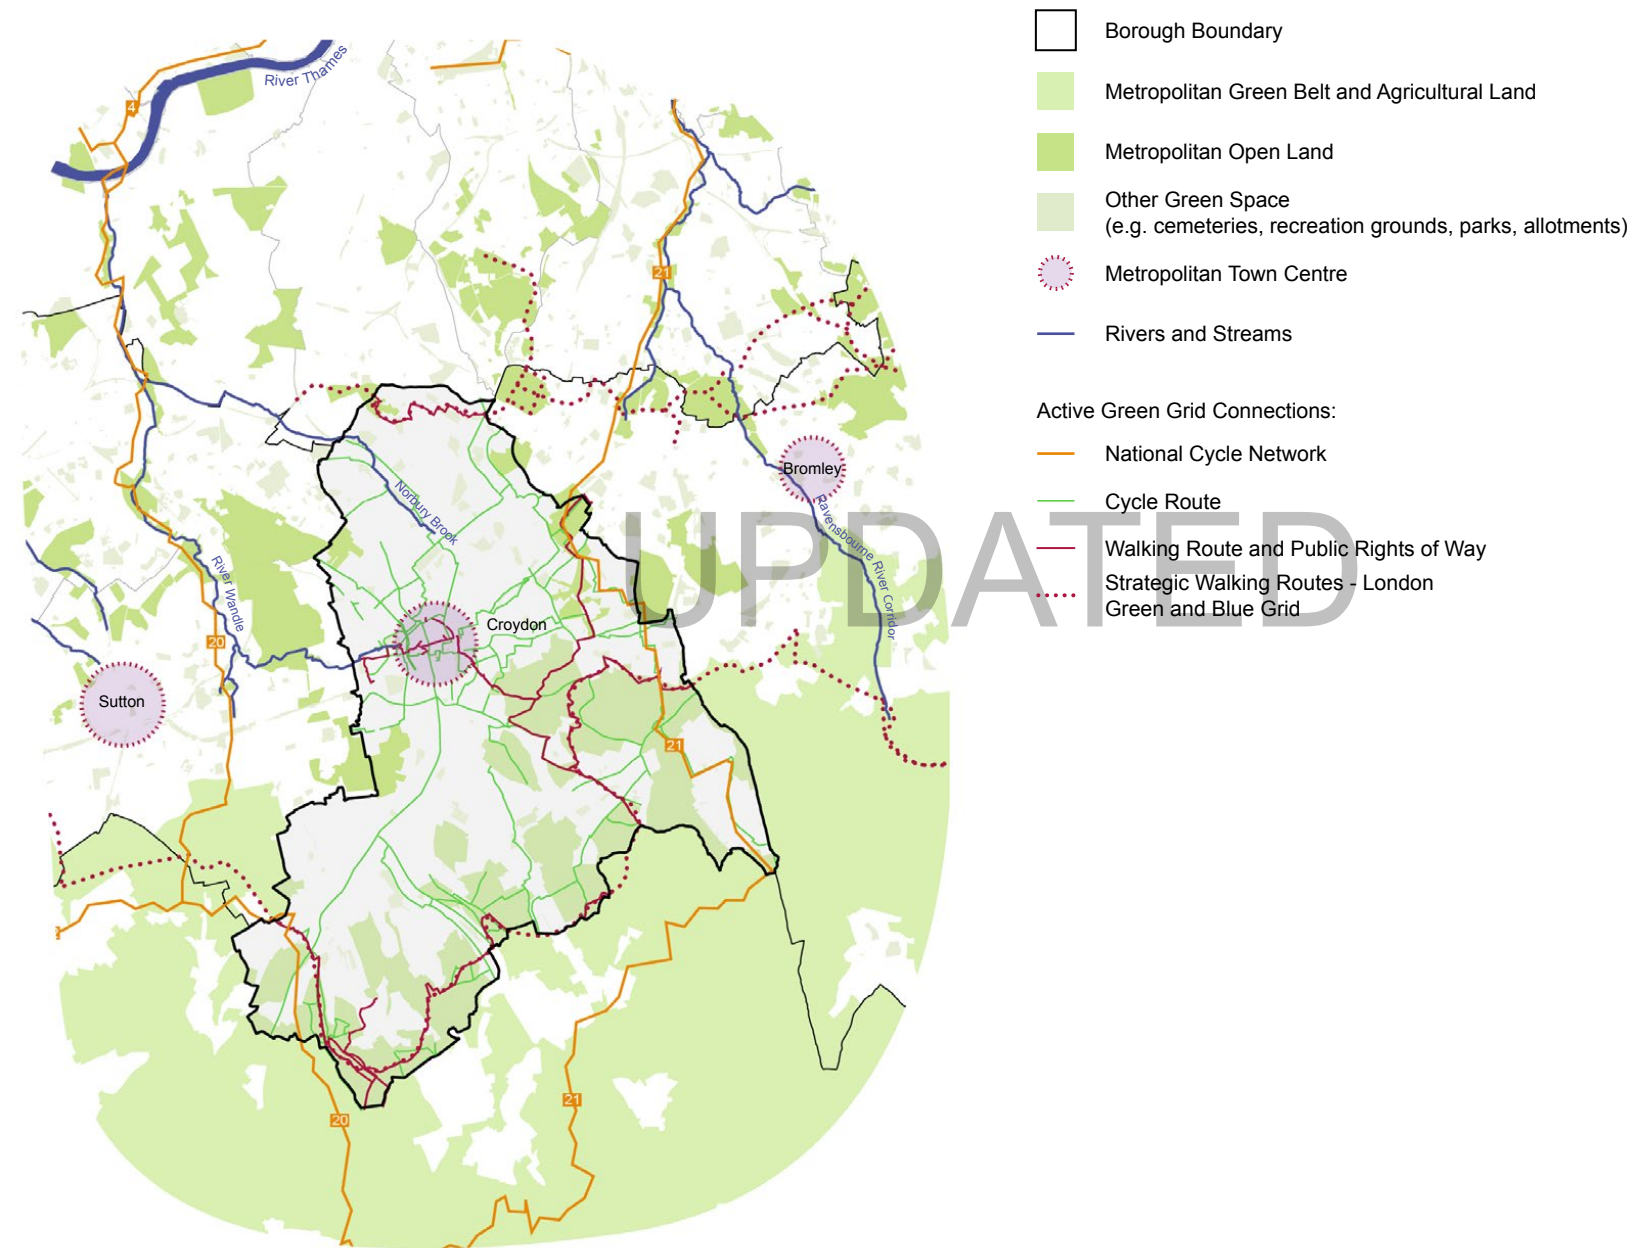 River Thames
4
21
Norbury Brook
Bromley
Ravensbourne River Corridor
River Wandle
Croydon
20
Sutton
21
20
21
Borough Boundary
Metropolitan Green Belt and Agricultural Land
Metropolitan Open Land
Other Green Space
(e.g. cemeteries, recreation grounds, parks, allotments)
Metropolitan Town Centre
Rivers and Streams
Active Green Grid Connections:
National Cycle Network
Cycle Route
Walking Route and Public Rights of Way
Strategic Walking Routes - London
Green and Blue Grid
UPDATED